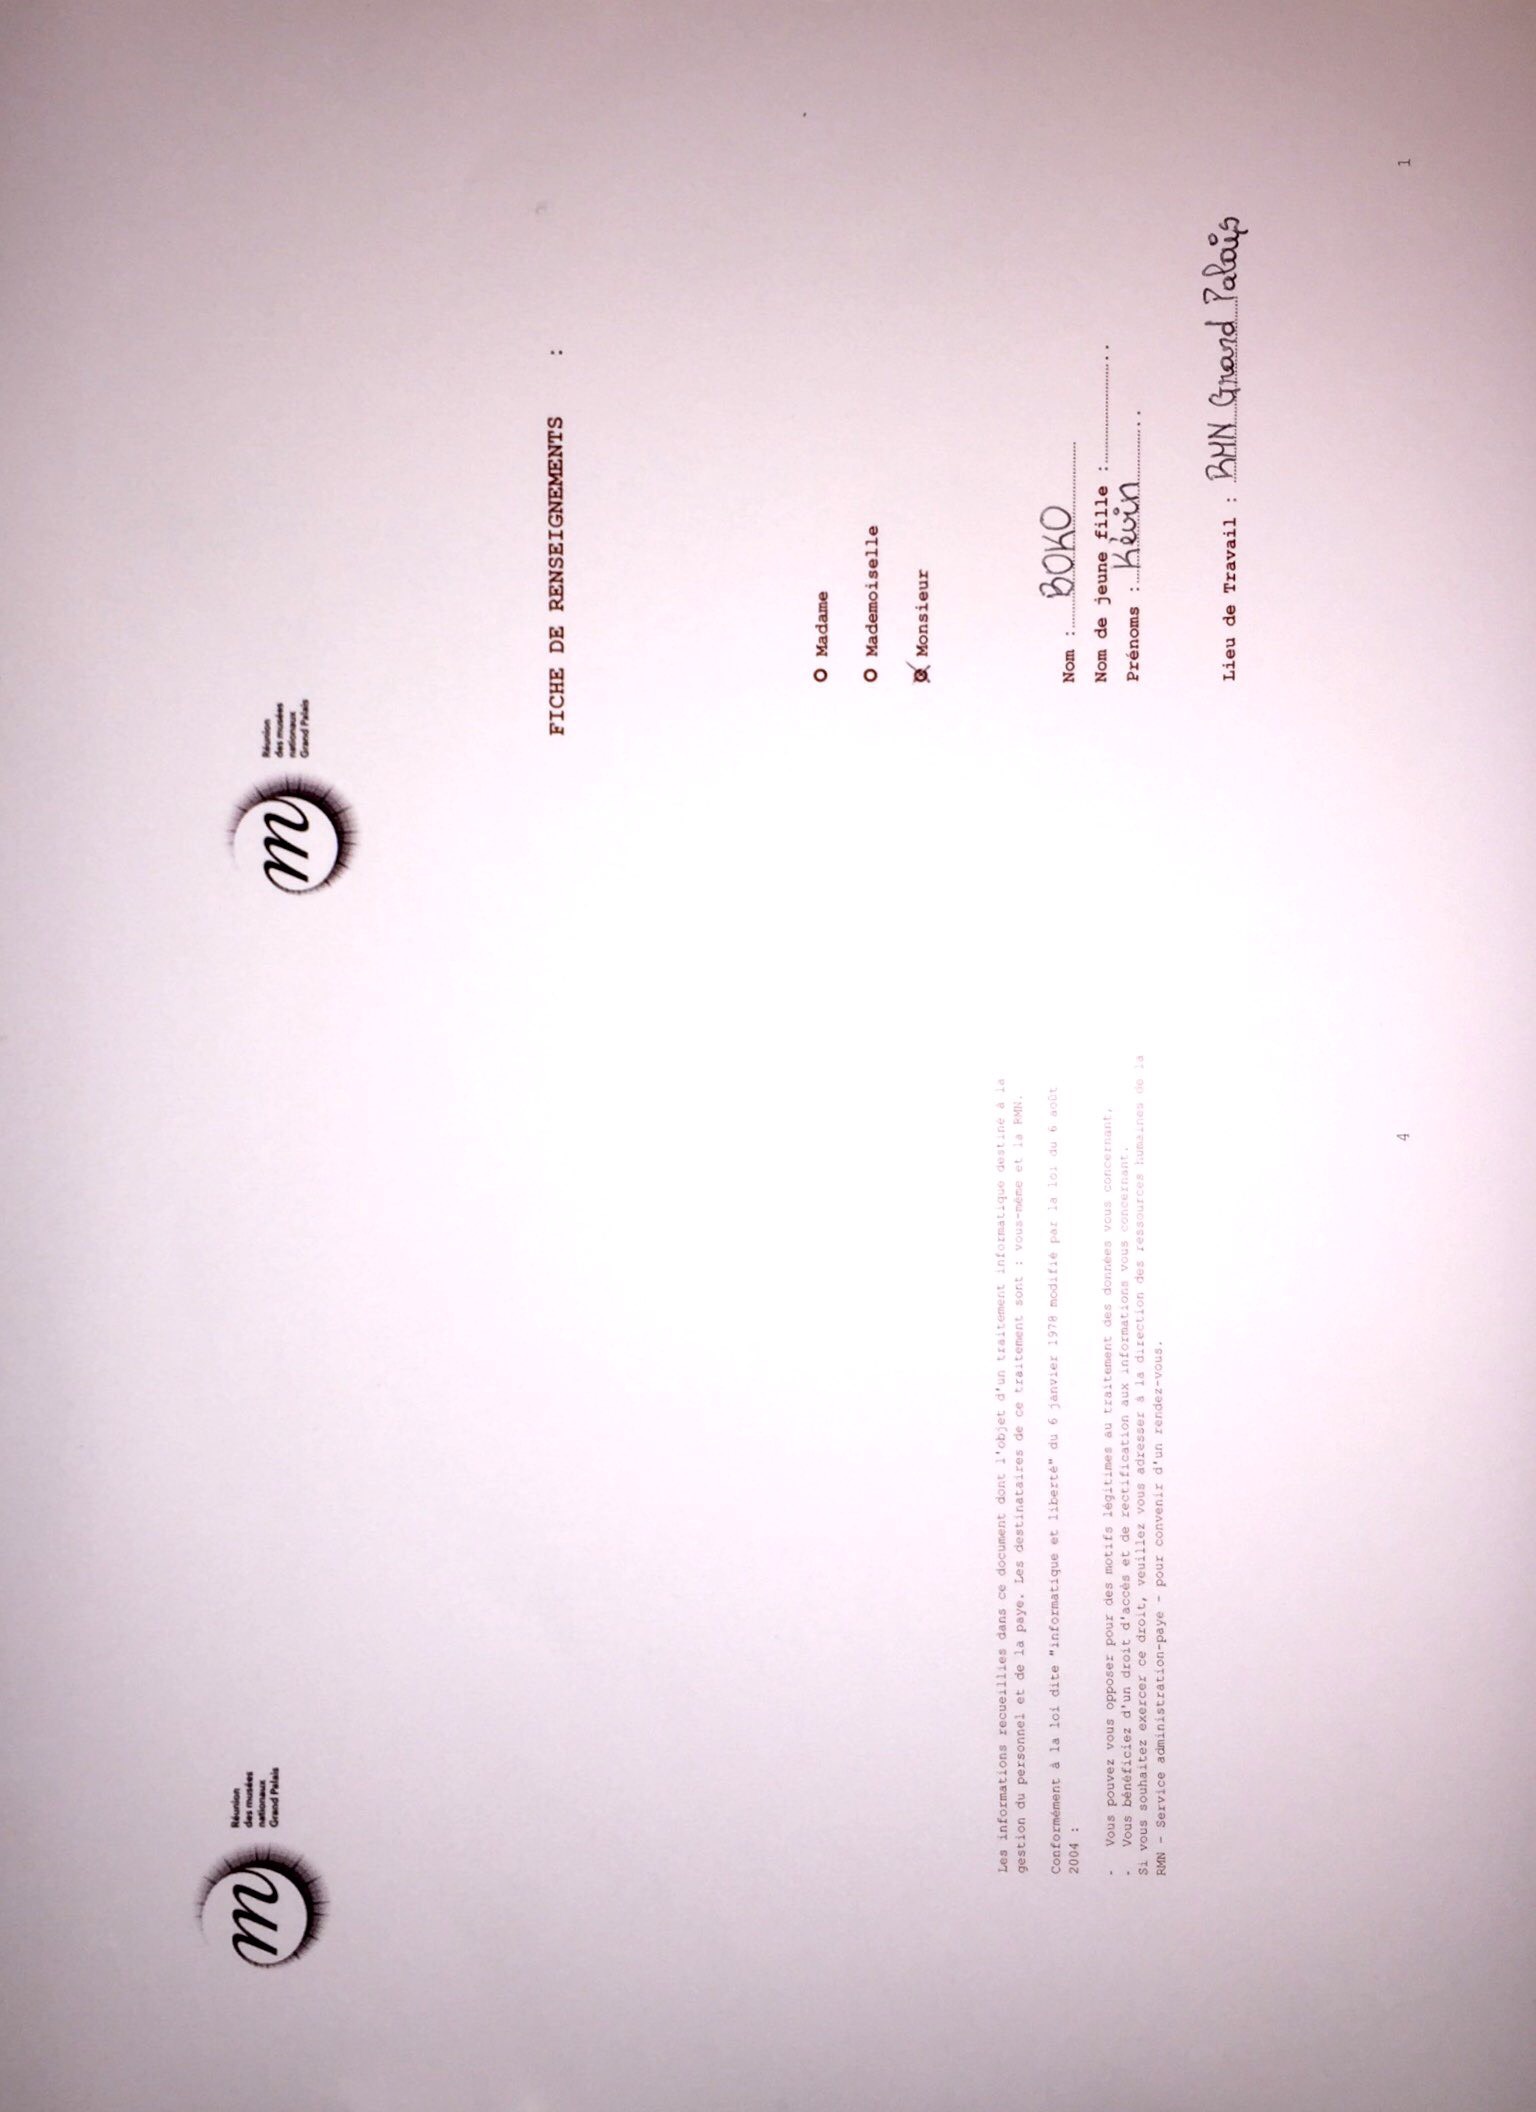 Réunion
des musées
nationaux
Grand Palais
Les informations recueillies dans ce document dont l'objet d'un traitement informatique destiné à la
gestion du personnel et de la paye. Les destinataires de ce traitement sont : vous-même et la RMN.
Conformément à la loi dite "informatique et liberté" du 6 janvier 1978 modifié par la loi du 6 août
2004 :
- Vous pouvez vous opposer pour des motifs légitimes au traitement des données vous concernant,
- Vous bénéficiez d'un droit d'accès et de rectification aux informations vous concernant.
Si vous souhaitez exercer ce droit, veuillez vous adresser à la direction des ressources humaines de la
RMN - Service administration-paye - pour convenir d'un rendez-vous.
4
Réunion
des musées
nationaux
Grand Palais
FICHE DE RENSEIGNEMENTS :
O Madame
O Mademoiselle
O Monsieur
Nom : BOKO
Nom de jeune fille :
Prénoms : Kévin
Lieu de Travail : RMN Grand Palais
1